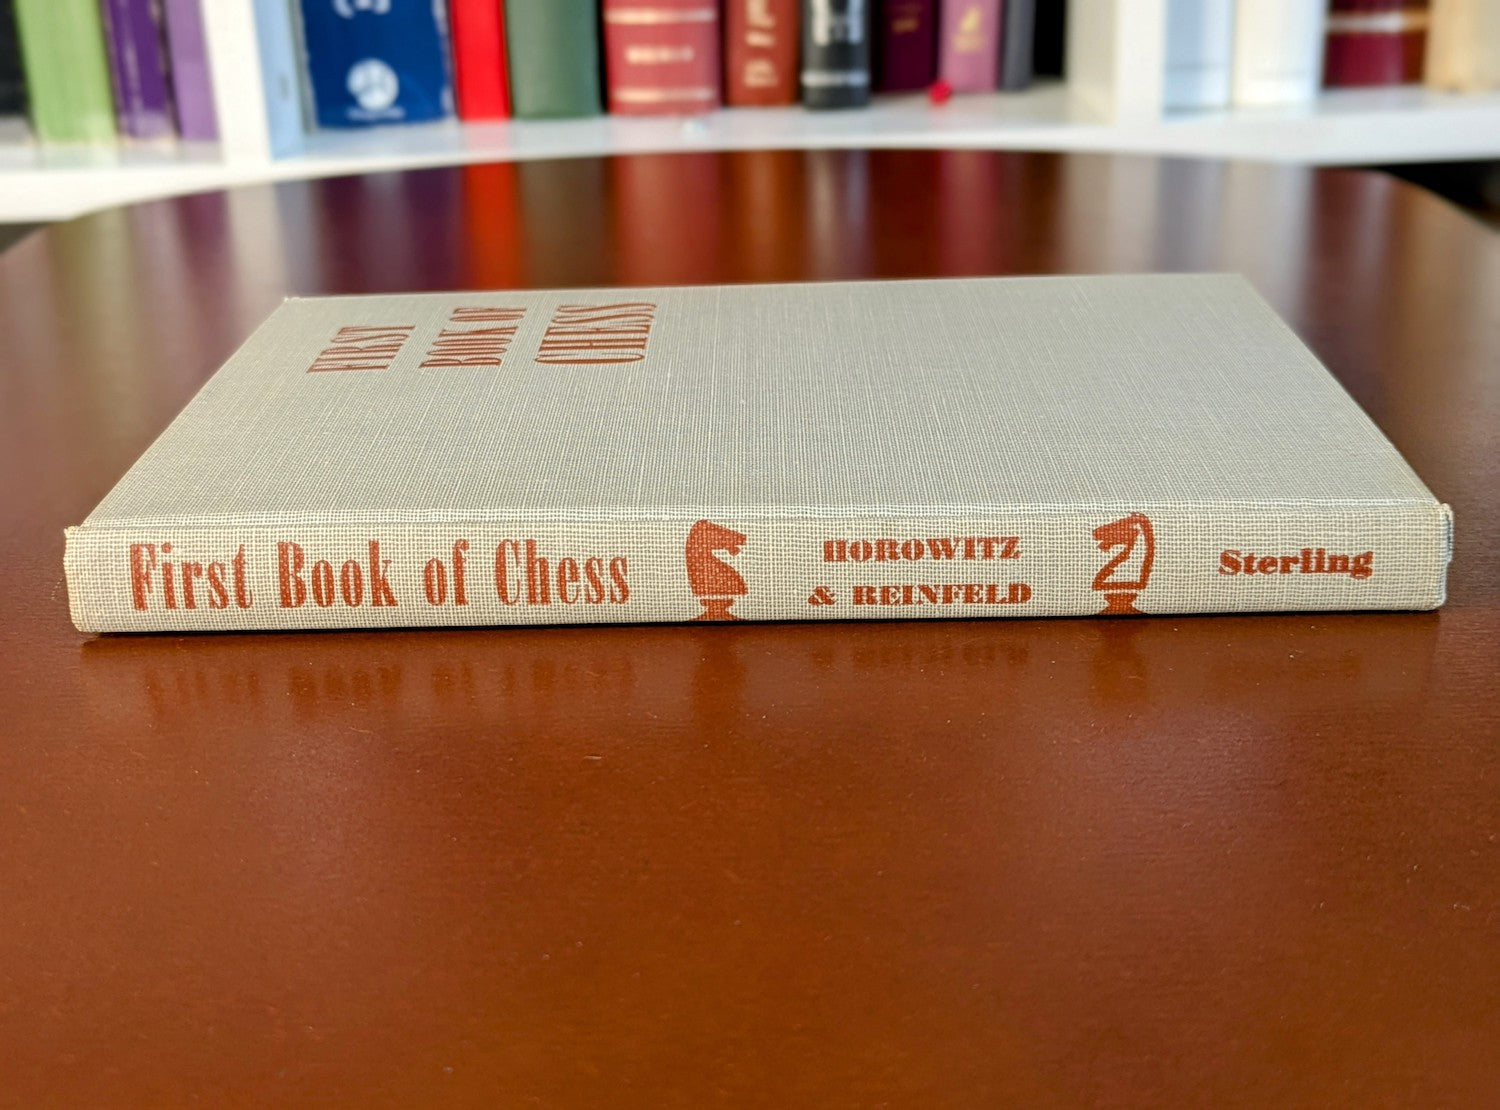 FIRST
BOOK OF
CHESS
First Book of Chess
HOROWITZ
& REINFELD
Sterling